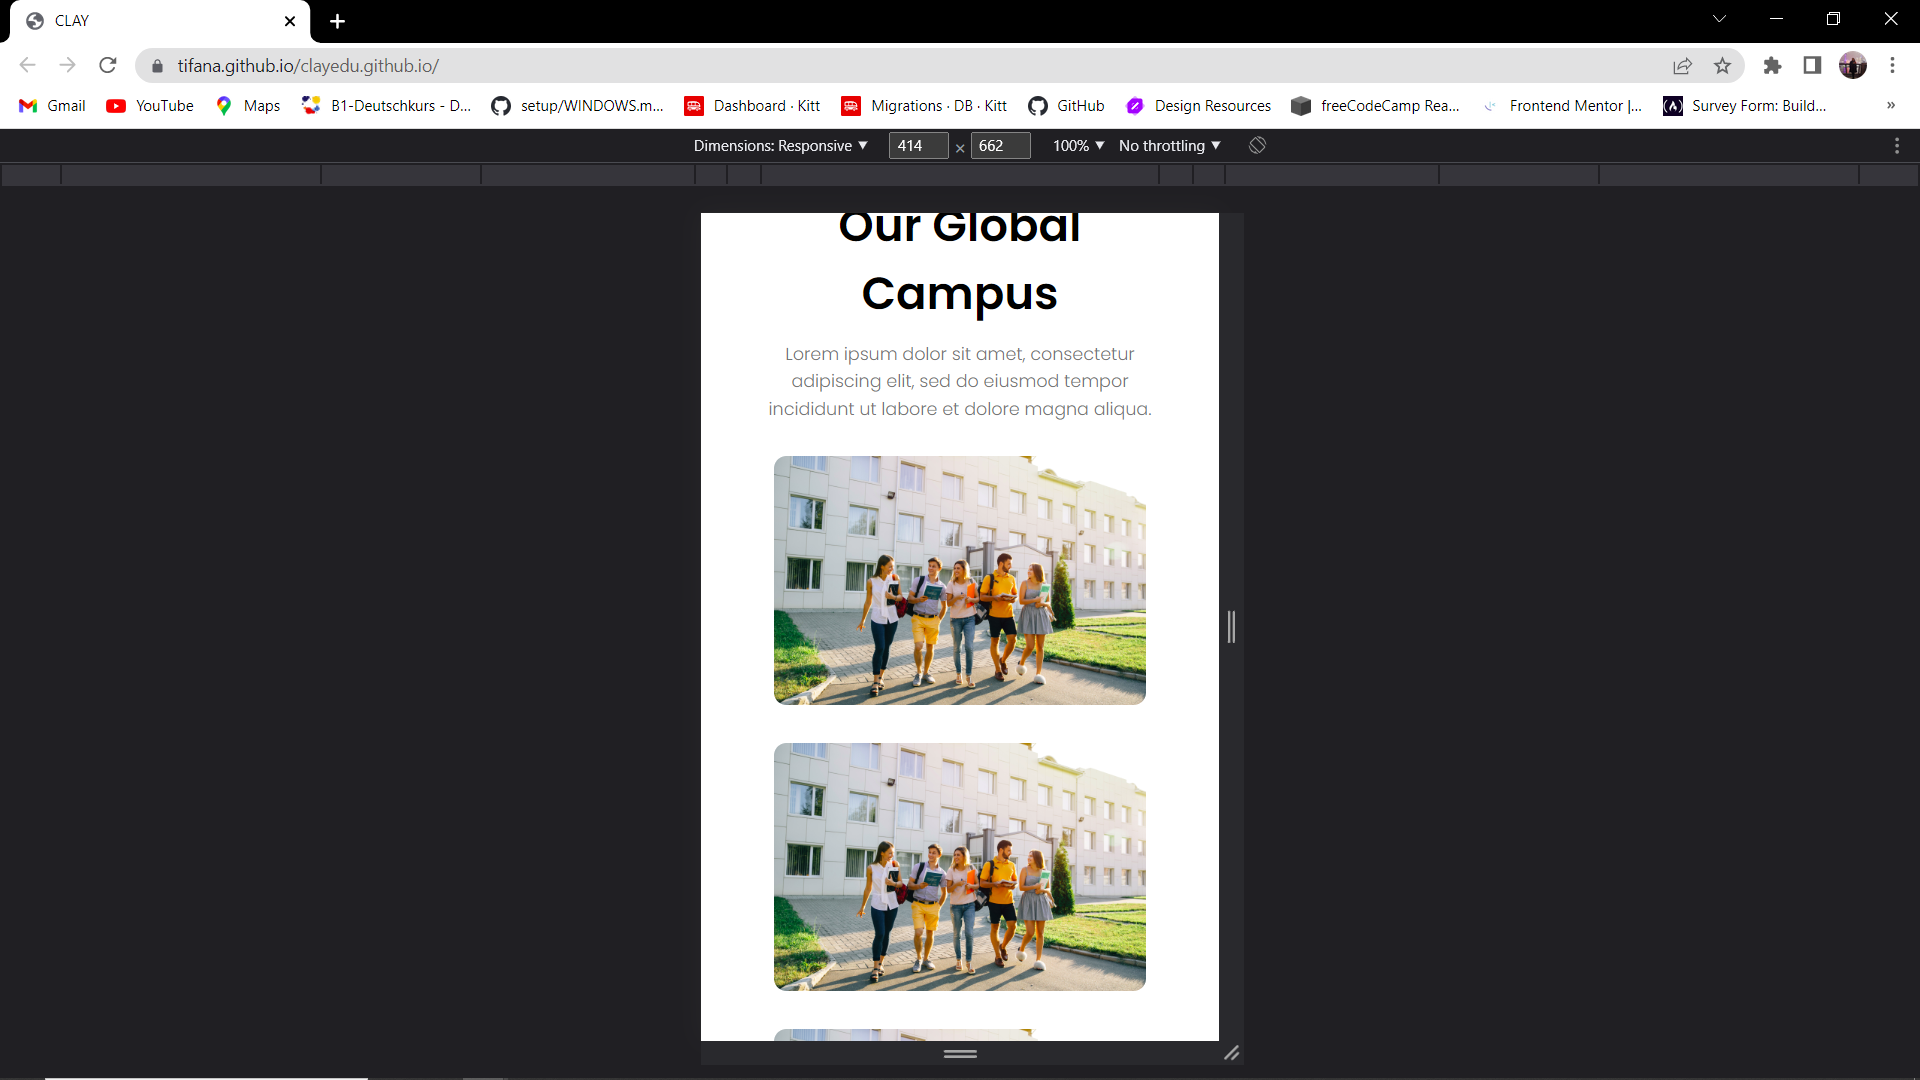 CLAY
tifana.github.io/clayedu.github.io/
Gmail
YouTube
Maps
B1-Deutschkurs - D...
setup/WINDOWS.m...
Dashboard · Kitt
Migrations · DB · Kitt
GitHub
Design Resources
freeCodeCamp Rea...
Frontend Mentor |...
Survey Form: Build...
»
Dimensions: Responsive
414 × 662
100%
No throttling
Our Global
Campus
Lorem ipsum dolor sit amet, consectetur
adipiscing elit, sed do eiusmod tempor
incididunt ut labore et dolore magna aliqua.